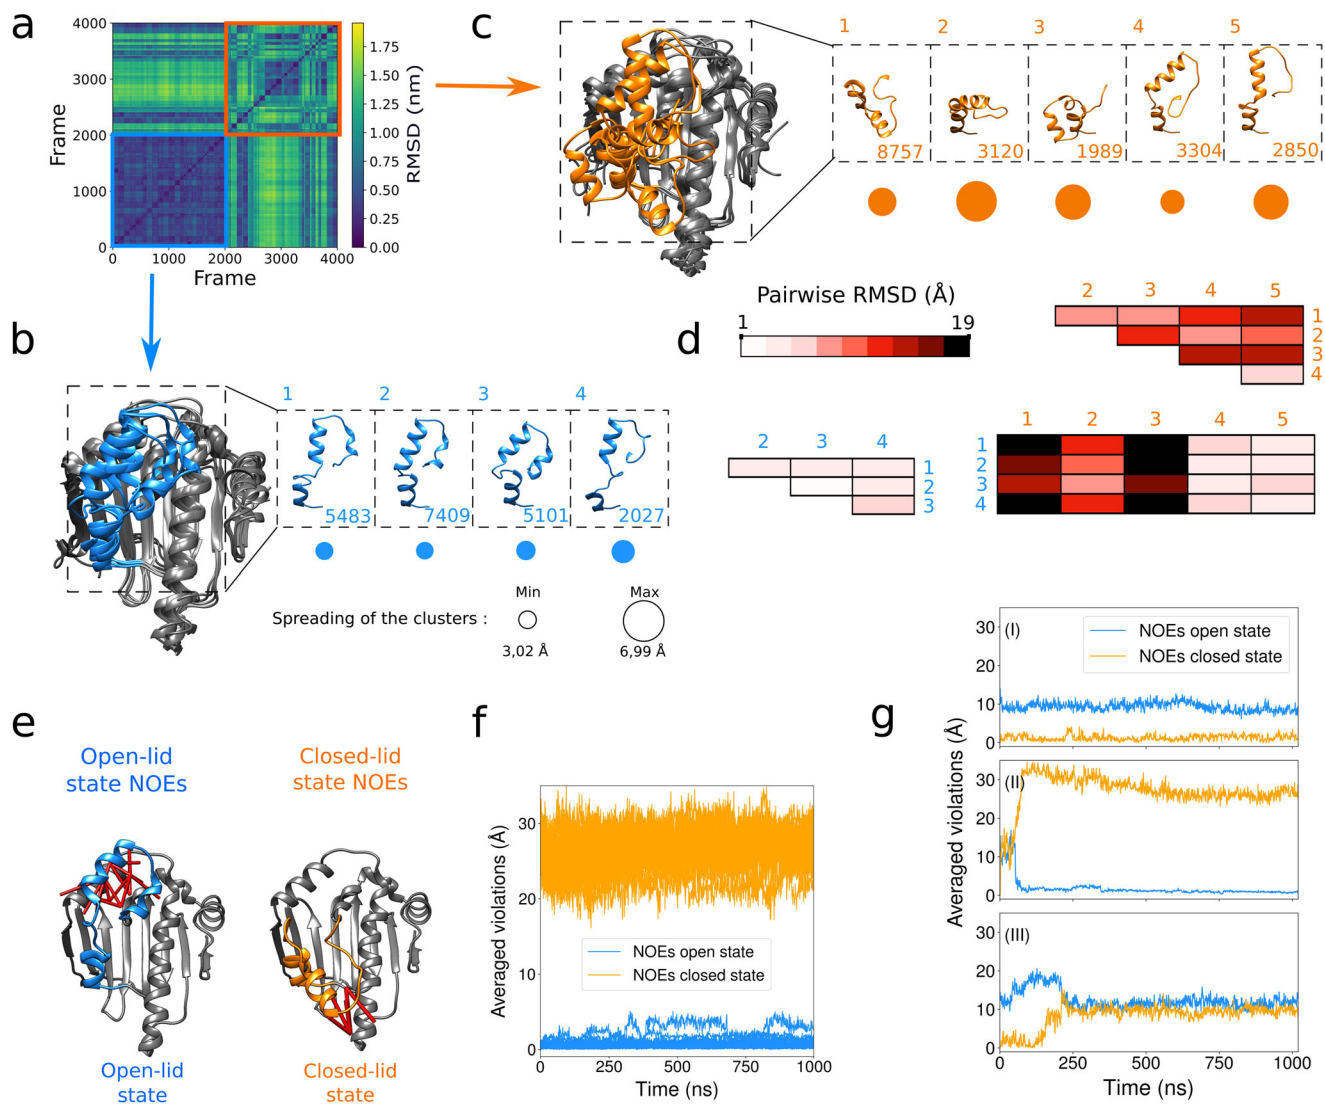 a
4000
3000
2000
1000
0
Frame
0
1000
2000
3000
4000
Frame
1.75
1.50
1.25
1.00
0.75
0.50
0.25
0.00
RMSD (nm)
c
1
2
3
4
5
8757
3120
1989
3304
2850
b
1
2
3
4
5483
7409
5101
2027
Spreading of the clusters :
Min
Max
3,02 Å
6,99 Å
d
Pairwise RMSD (Å)
1
19
2
3
4
5
1
2
3
4
2
3
4
1
2
3
1
2
3
4
5
1
2
3
4
e
Open-lid
state NOEs
Closed-lid
state NOEs
Open-lid
state
Closed-lid
state
f
30
20
10
0
Averaged violations (Å)
NOEs open state
NOEs closed state
0
250
500
750
1000
Time (ns)
g
(I)
NOEs open state
NOEs closed state
30
20
10
0
(II)
30
20
10
0
(III)
30
20
10
0
Averaged violations (Å)
0
250
500
750
1000
Time (ns)